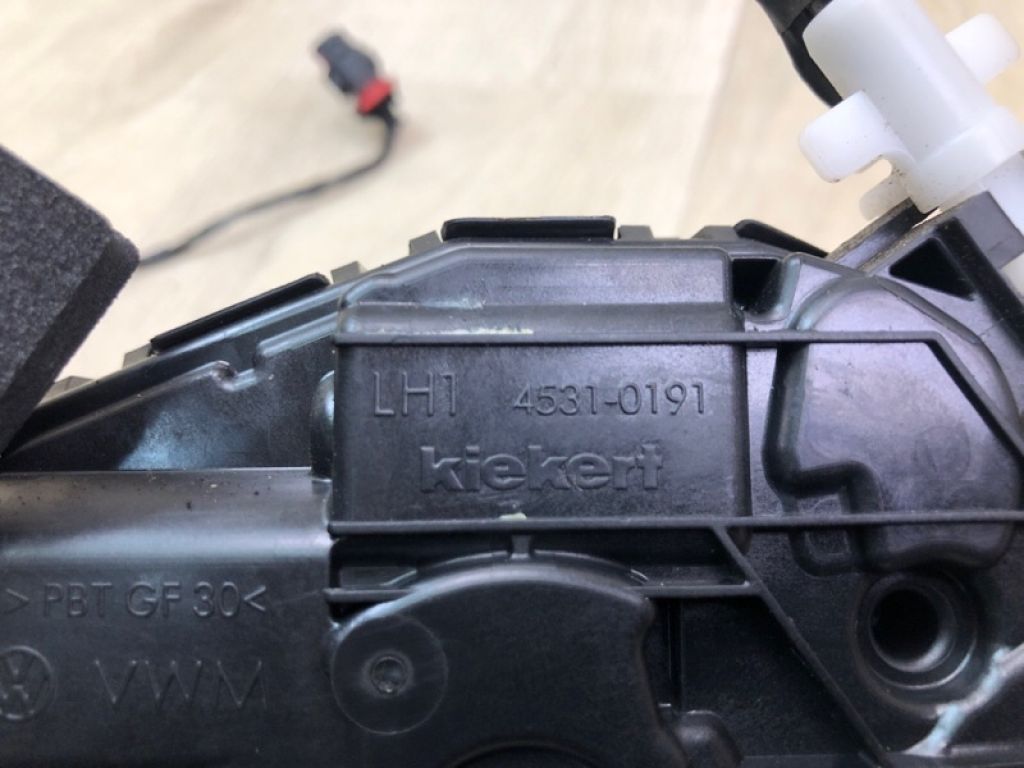 LH1 4531-0191
kiekert
>PBT GF 30<
VWM